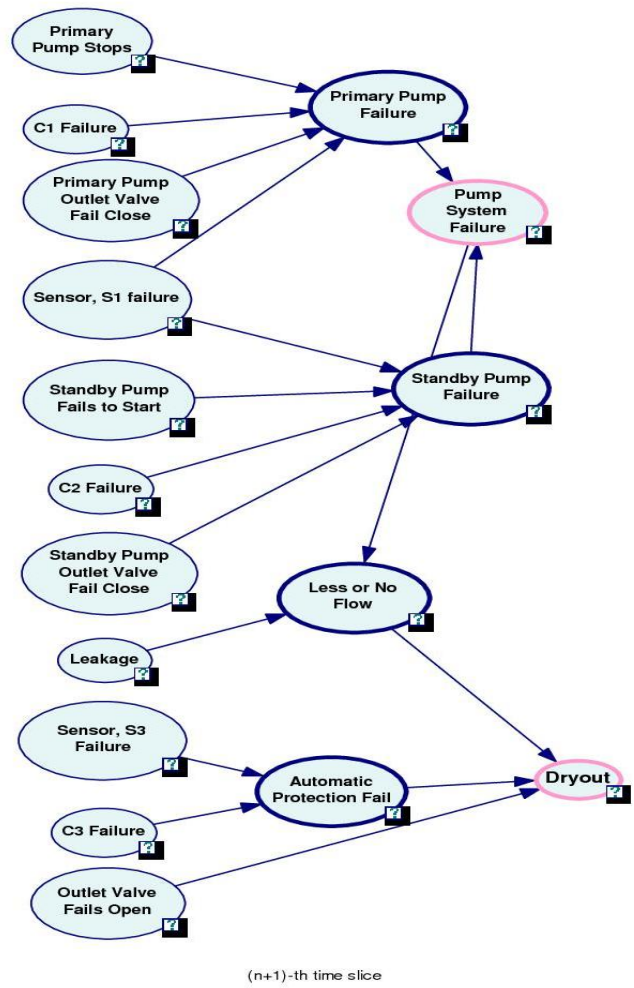 Primary
Pump Stops
?
Primary Pump
Failure
?
C1 Failure
?
Primary Pump
Outlet Valve
Fail Close
?
Pump
System
Failure
?
Sensor, S1 failure
?
Standby Pump
Fails to Start
?
Standby Pump
Failure
?
C2 Failure
?
Standby Pump
Outlet Valve
Fail Close
?
Less or No
Flow
?
Leakage
?
Sensor, S3
Failure
?
Automatic
Protection Fail
?
Dryout
?
C3 Failure
?
Outlet Valve
Fails Open
?
(n+1)-th time slice